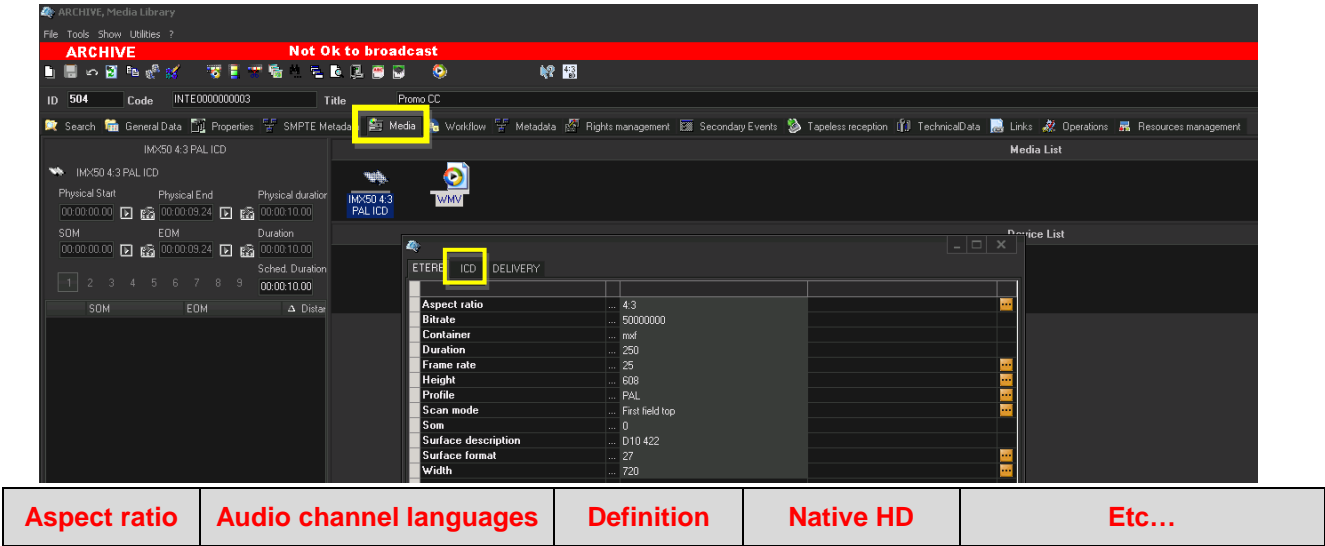 ARCHIVE, Media Library
File Tools Show Utilities ?
ARCHIVE Not Ok to broadcast
ID 504 Code INTE0000000003 Title Promo CC
Search General Data Properties SMPTE Metadata Media Workflow Metadata Rights management Secondary Events Tapeless reception TechnicalData Links Operations Resources management
IMX50 4:3 PAL ICD Media List
IMX50 4:3 PAL ICD
Physical Start Physical End Physical duration
00:00:00.00 00:00:09.24 00:00:10.00
IMX50 4:3 PAL ICD WMV
SOM EOM Duration
00:00:00.00 00:00:09.24 00:00:10.00
Device List
Sched. Duration
1 2 3 4 5 6 7 8 9 00:00:10.00
SOM EOM Δ Distar
ETERE ICD DELIVERY
Aspect ratio ... 4:3 ...
Bitrate ... 50000000
Container ... mxf
Duration ... 250
Frame rate ... 25 ...
Height ... 608 ...
Profile ... PAL ...
Scan mode ... First field top ...
Som ... 0
Surface description ... D10 422
Surface format ... 27 ...
Width ... 720 ...
Aspect ratio Audio channel languages Definition Native HD Etc…